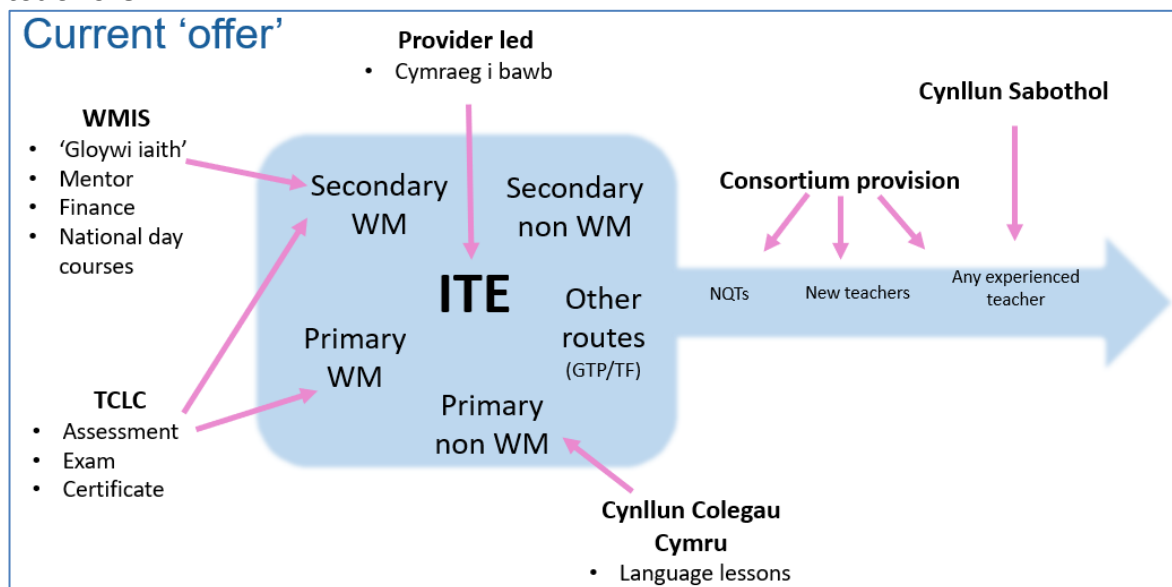 Current ‘offer’
Provider led
• Cymraeg i bawb
WMIS
• ‘Gloywi iaith’
• Mentor
• Finance
• National day
courses
TCLC
• Assessment
• Exam
• Certificate
Secondary
WM
Secondary
non WM
ITE
Other
routes
(GTP/TF)
Primary
WM
Primary
non WM
Cynllun Colegau
Cymru
• Language lessons
Consortium provision
Cynllun Sabothol
NQTs
New teachers
Any experienced
teacher